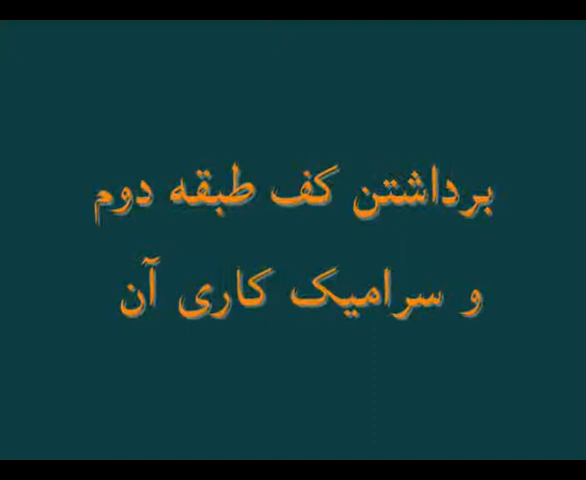 برداشتن کف طبقه دوم
و سرامیک کاری آن